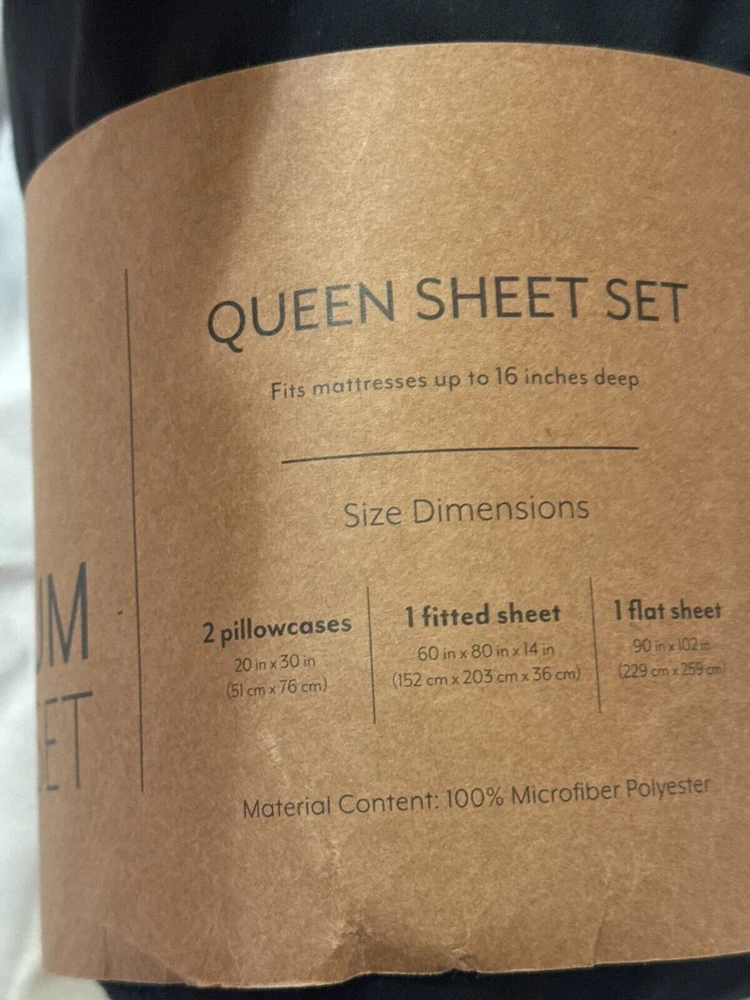 QUEEN SHEET SET
Fits mattresses up to 16 inches deep
Size Dimensions
2 pillowcases
20 in x 30 in
(51 cm x 76 cm)
1 fitted sheet
60 in x 80 in x 14 in
(152 cm x 203 cm x 36 cm)
1 flat sheet
90 in x 102 in
(229 cm x 259 cm)
Material Content: 100% Microfiber Polyester
UM
ET